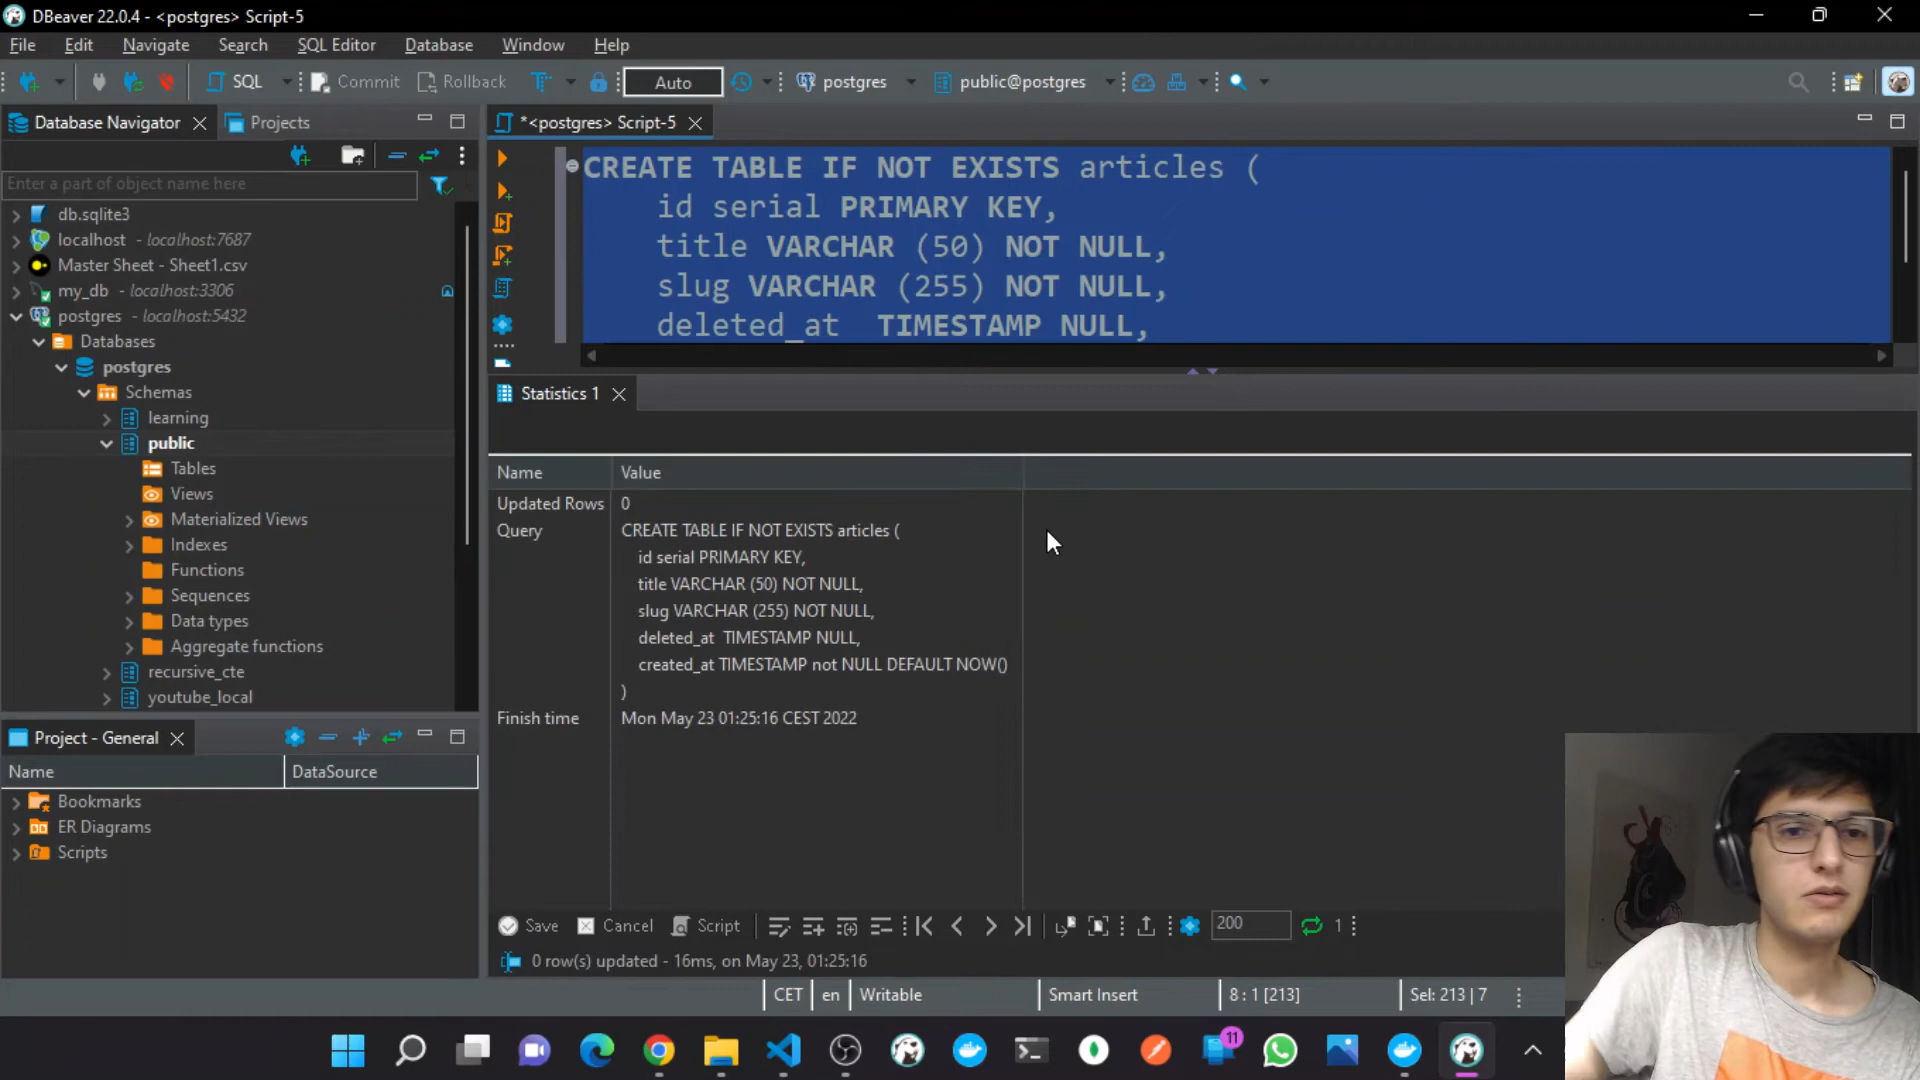 DBeaver 22.0.4 - <postgres> Script-5
File Edit Navigate Search SQL Editor Database Window Help
SQL Commit Rollback Auto postgres public@postgres
Database Navigator Projects
Enter a part of object name here
db.sqlite3
localhost - localhost:7687
Master Sheet - Sheet1.csv
my_db - localhost:3306
postgres - localhost:5432
Databases
postgres
Schemas
learning
public
Tables
Views
Materialized Views
Indexes
Functions
Sequences
Data types
Aggregate functions
recursive_cte
youtube_local
Project - General
Name DataSource
Bookmarks
ER Diagrams
Scripts
*<postgres> Script-5
CREATE TABLE IF NOT EXISTS articles (
id serial PRIMARY KEY,
title VARCHAR (50) NOT NULL,
slug VARCHAR (255) NOT NULL,
deleted_at TIMESTAMP NULL,
Statistics 1
Name Value
Updated Rows 0
Query CREATE TABLE IF NOT EXISTS articles (
id serial PRIMARY KEY,
title VARCHAR (50) NOT NULL,
slug VARCHAR (255) NOT NULL,
deleted_at TIMESTAMP NULL,
created_at TIMESTAMP not NULL DEFAULT NOW()
)
Finish time Mon May 23 01:25:16 CEST 2022
Save Cancel Script 200 1
0 row(s) updated - 16ms, on May 23, 01:25:16
CET en Writable Smart Insert 8 : 1 [213] Sel: 213 | 7
11